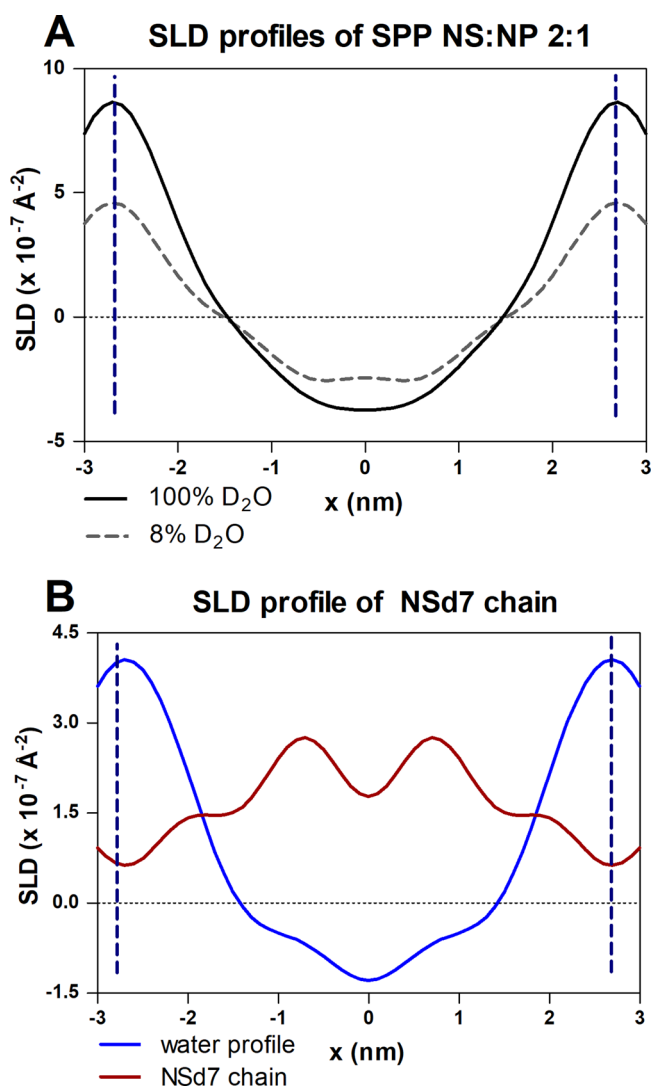 A
SLD profiles of SPP NS:NP 2:1
10
5
0
-5
SLD (x 10⁻⁷ Å⁻²)
-3 -2 -1 0 1 2 3
x (nm)
100% D₂O
8% D₂O
B
SLD profile of NSd7 chain
4.5
3.0
1.5
0.0
-1.5
SLD (x 10⁻⁷ Å⁻²)
-3 -2 -1 0 1 2 3
x (nm)
water profile
NSd7 chain